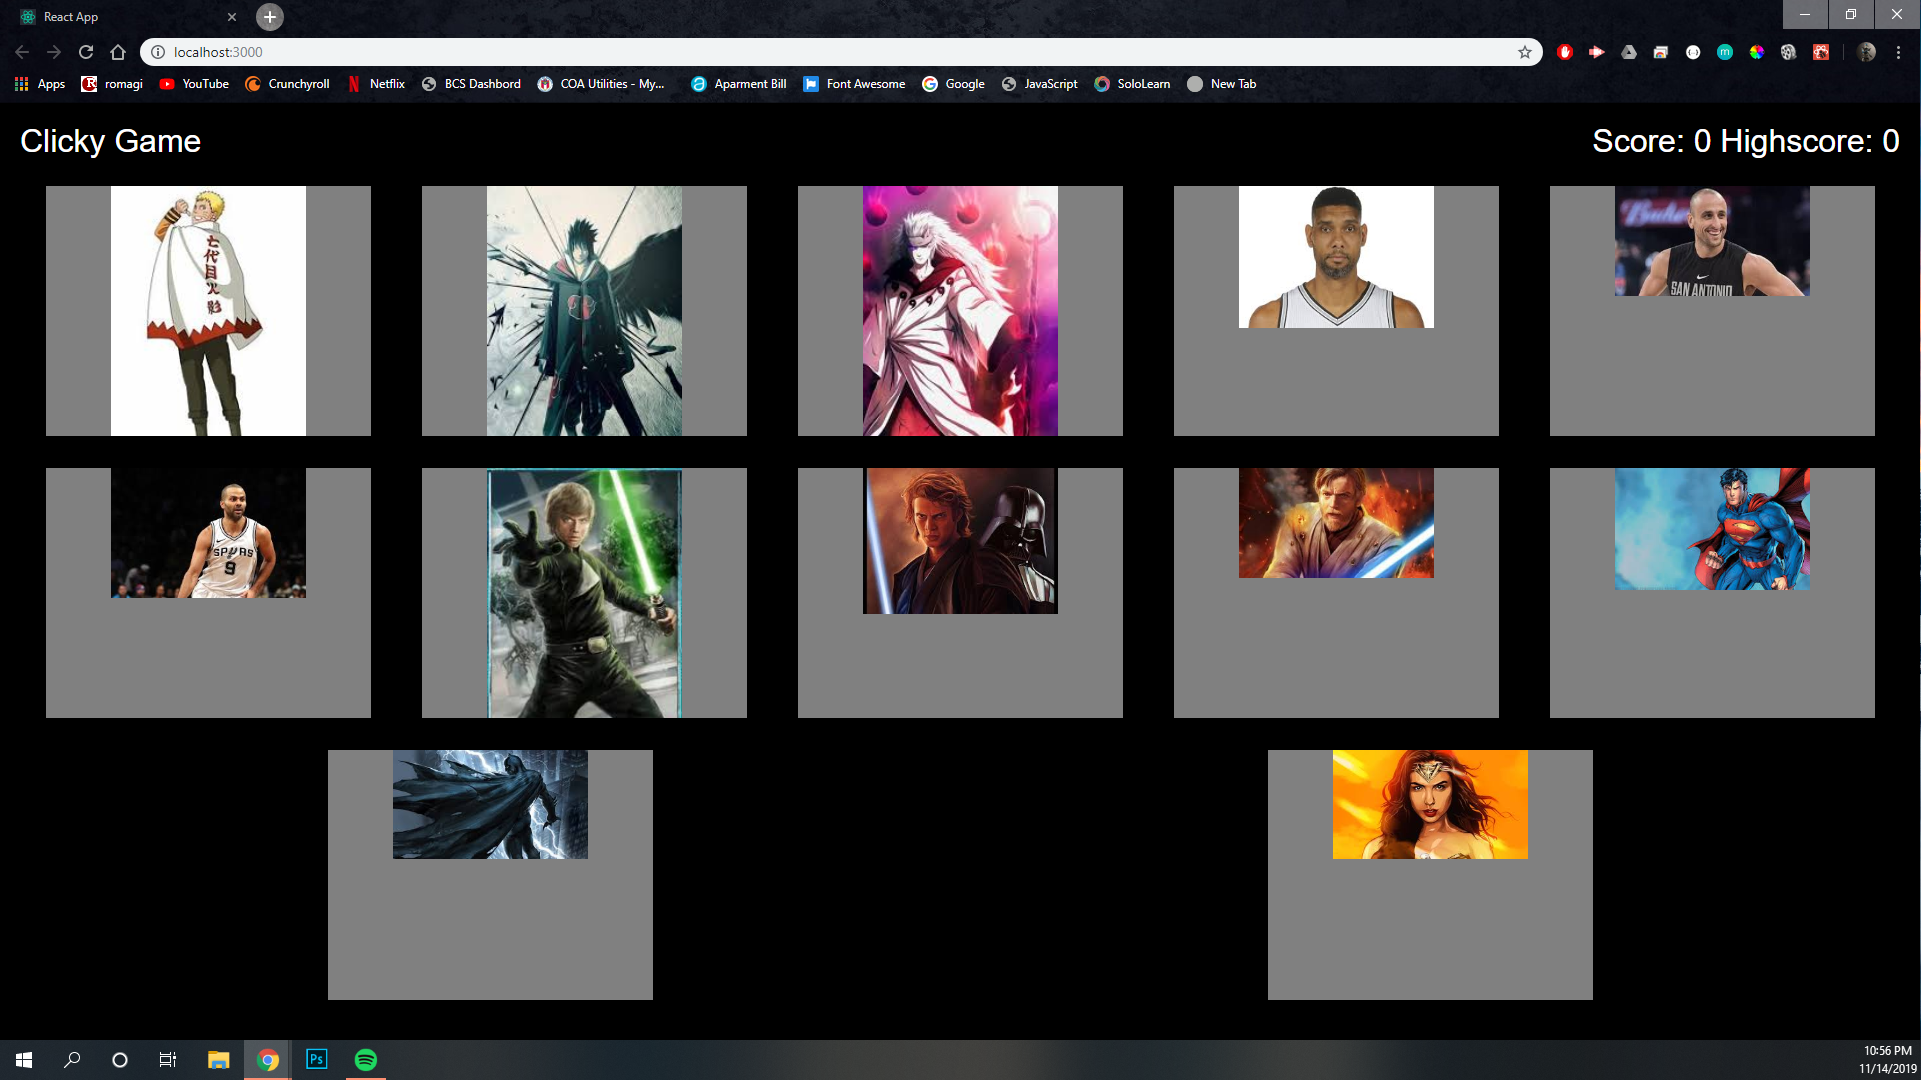 React App
localhost:3000
Apps romagi YouTube Crunchyroll Netflix BCS Dashbord COA Utilities - My... Aparment Bill Font Awesome Google JavaScript SoloLearn New Tab
Clicky Game
Score: 0 Highscore: 0
七代目火影
SAN ANTONIO
SPURS
9
Ps
10:56 PM
11/14/2019